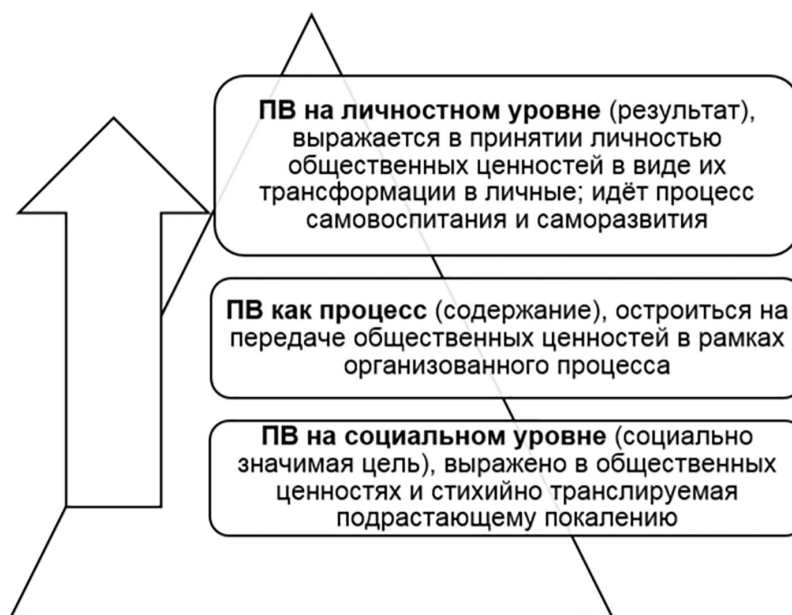 ПВ на личностном уровне (результат),
выражается в принятии личностью
общественных ценностей в виде их
трансформации в личные; идёт процесс
самовоспитания и саморазвития
ПВ как процесс (содержание), остроиться на
передаче общественных ценностей в рамках
организованного процесса
ПВ на социальном уровне (социально
значимая цель), выражено в общественных
ценностях и стихийно транслируемая
подрастающему покалению